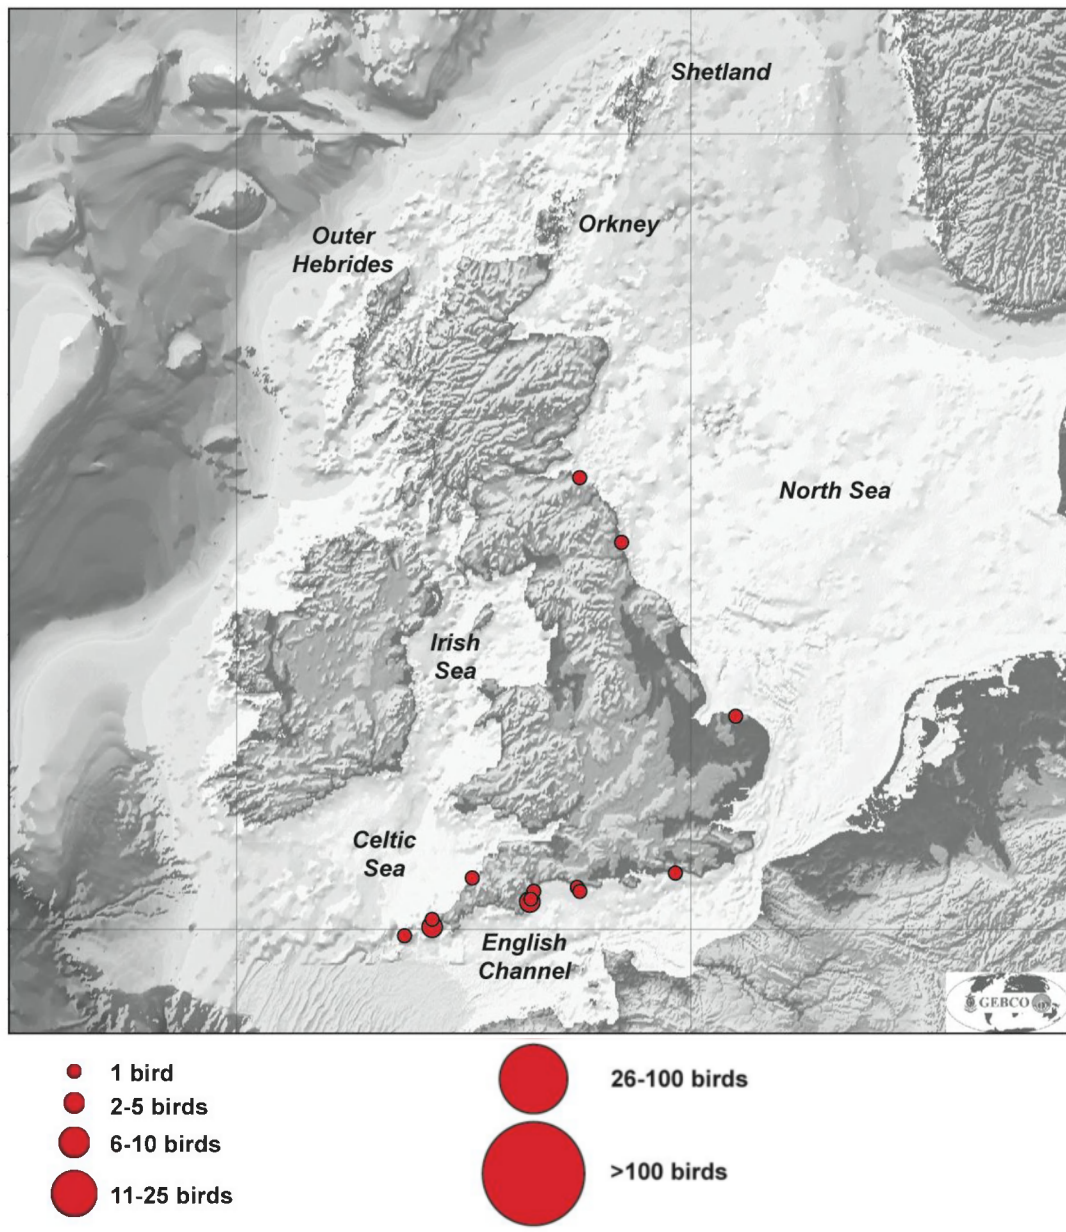 Shetland
Orkney
Outer
Hebrides
North Sea
Irish
Sea
Celtic
Sea
English
Channel
GEBCO
1 bird
2-5 birds
6-10 birds
11-25 birds
26-100 birds
>100 birds